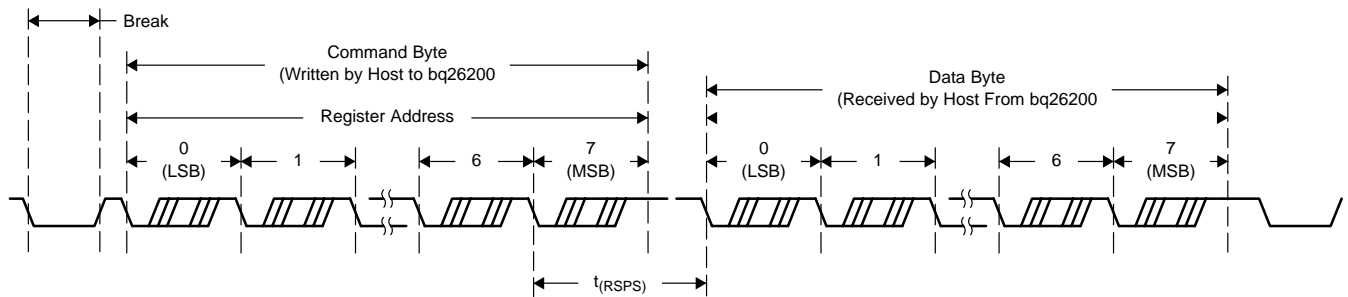 Break
Command Byte
(Written by Host to bq26200
Data Byte
(Received by Host From bq26200
Register Address
0
(LSB)
1
6
7
(MSB)
0
(LSB)
1
6
7
(MSB)
t(RSPS)